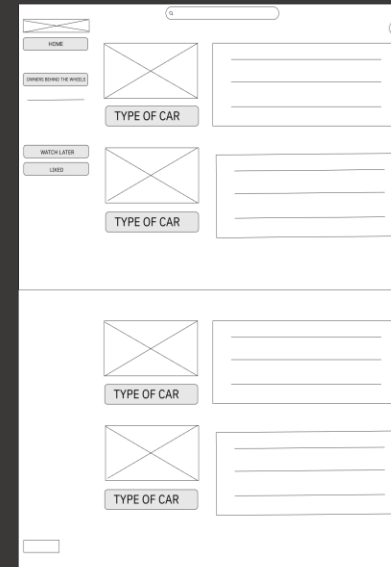 HOME
OWNERS BEHIND THE WHEELS
TYPE OF CAR
WATCH LATER
LIKED
TYPE OF CAR
TYPE OF CAR
TYPE OF CAR